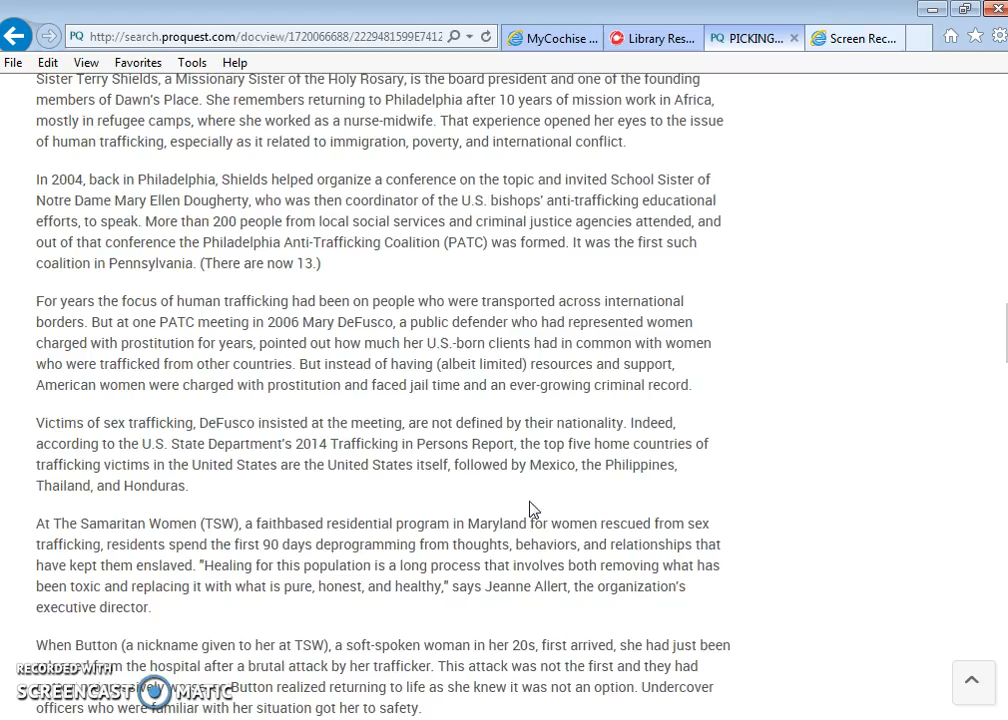 PQ http://search.proquest.com/docview/1720066688/2229481599E7412
MyCochise ...
Library Res...
PQ PICKING...
Screen Rec...
File Edit View Favorites Tools Help
Sister Terry Shields, a Missionary Sister of the Holy Rosary, is the board president and one of the founding
members of Dawn's Place. She remembers returning to Philadelphia after 10 years of mission work in Africa,
mostly in refugee camps, where she worked as a nurse-midwife. That experience opened her eyes to the issue
of human trafficking, especially as it related to immigration, poverty, and international conflict.
In 2004, back in Philadelphia, Shields helped organize a conference on the topic and invited School Sister of
Notre Dame Mary Ellen Dougherty, who was then coordinator of the U.S. bishops' anti-trafficking educational
efforts, to speak. More than 200 people from local social services and criminal justice agencies attended, and
out of that conference the Philadelphia Anti-Trafficking Coalition (PATC) was formed. It was the first such
coalition in Pennsylvania. (There are now 13.)
For years the focus of human trafficking had been on people who were transported across international
borders. But at one PATC meeting in 2006 Mary DeFusco, a public defender who had represented women
charged with prostitution for years, pointed out how much her U.S.-born clients had in common with women
who were trafficked from other countries. But instead of having (albeit limited) resources and support,
American women were charged with prostitution and faced jail time and an ever-growing criminal record.
Victims of sex trafficking, DeFusco insisted at the meeting, are not defined by their nationality. Indeed,
according to the U.S. State Department's 2014 Trafficking in Persons Report, the top five home countries of
trafficking victims in the United States are the United States itself, followed by Mexico, the Philippines,
Thailand, and Honduras.
At The Samaritan Women (TSW), a faithbased residential program in Maryland for women rescued from sex
trafficking, residents spend the first 90 days deprogramming from thoughts, behaviors, and relationships that
have kept them enslaved. "Healing for this population is a long process that involves both removing what has
been toxic and replacing it with what is pure, honest, and healthy," says Jeanne Allert, the organization's
executive director.
When Button (a nickname given to her at TSW), a soft-spoken woman in her 20s, first arrived, she had just been
from the hospital after a brutal attack by her trafficker. This attack was not the first and they had
Button realized returning to life as she knew it was not an option. Undercover
officers who were familiar with her situation got her to safety.
RECORDED WITH
SCREENCAST MATIC